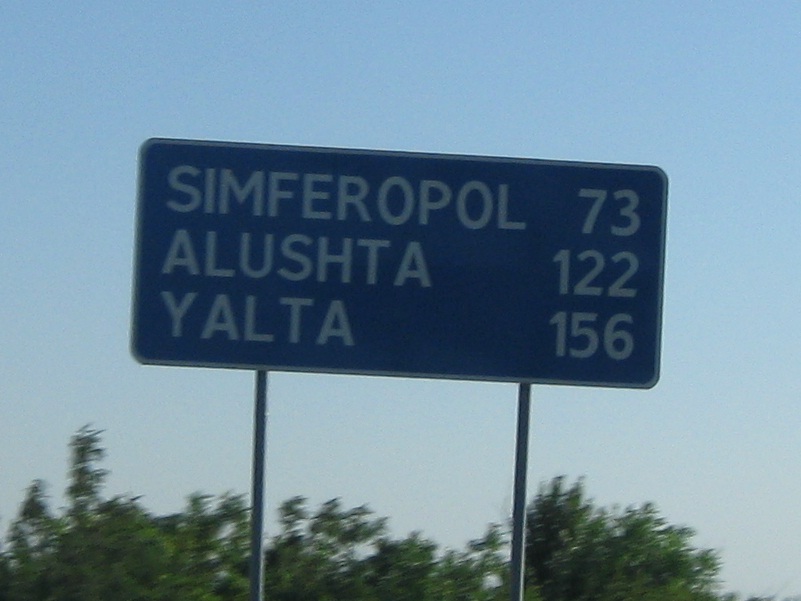 SIMFEROPOL 73
ALUSHTA 122
YALTA 156